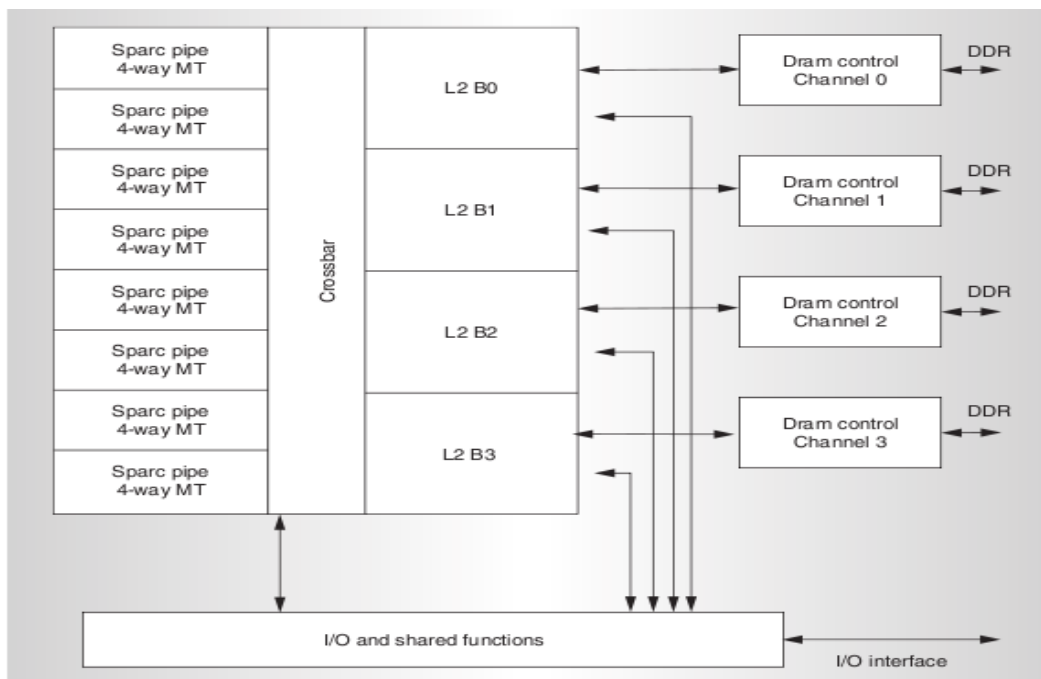 Sparc pipe
4-way MT
Sparc pipe
4-way MT
Sparc pipe
4-way MT
Sparc pipe
4-way MT
Sparc pipe
4-way MT
Sparc pipe
4-way MT
Sparc pipe
4-way MT
Sparc pipe
4-way MT
Crossbar
L2 B0
L2 B1
L2 B2
L2 B3
Dram control
Channel 0
DDR
Dram control
Channel 1
DDR
Dram control
Channel 2
DDR
Dram control
Channel 3
DDR
I/O and shared functions
I/O interface